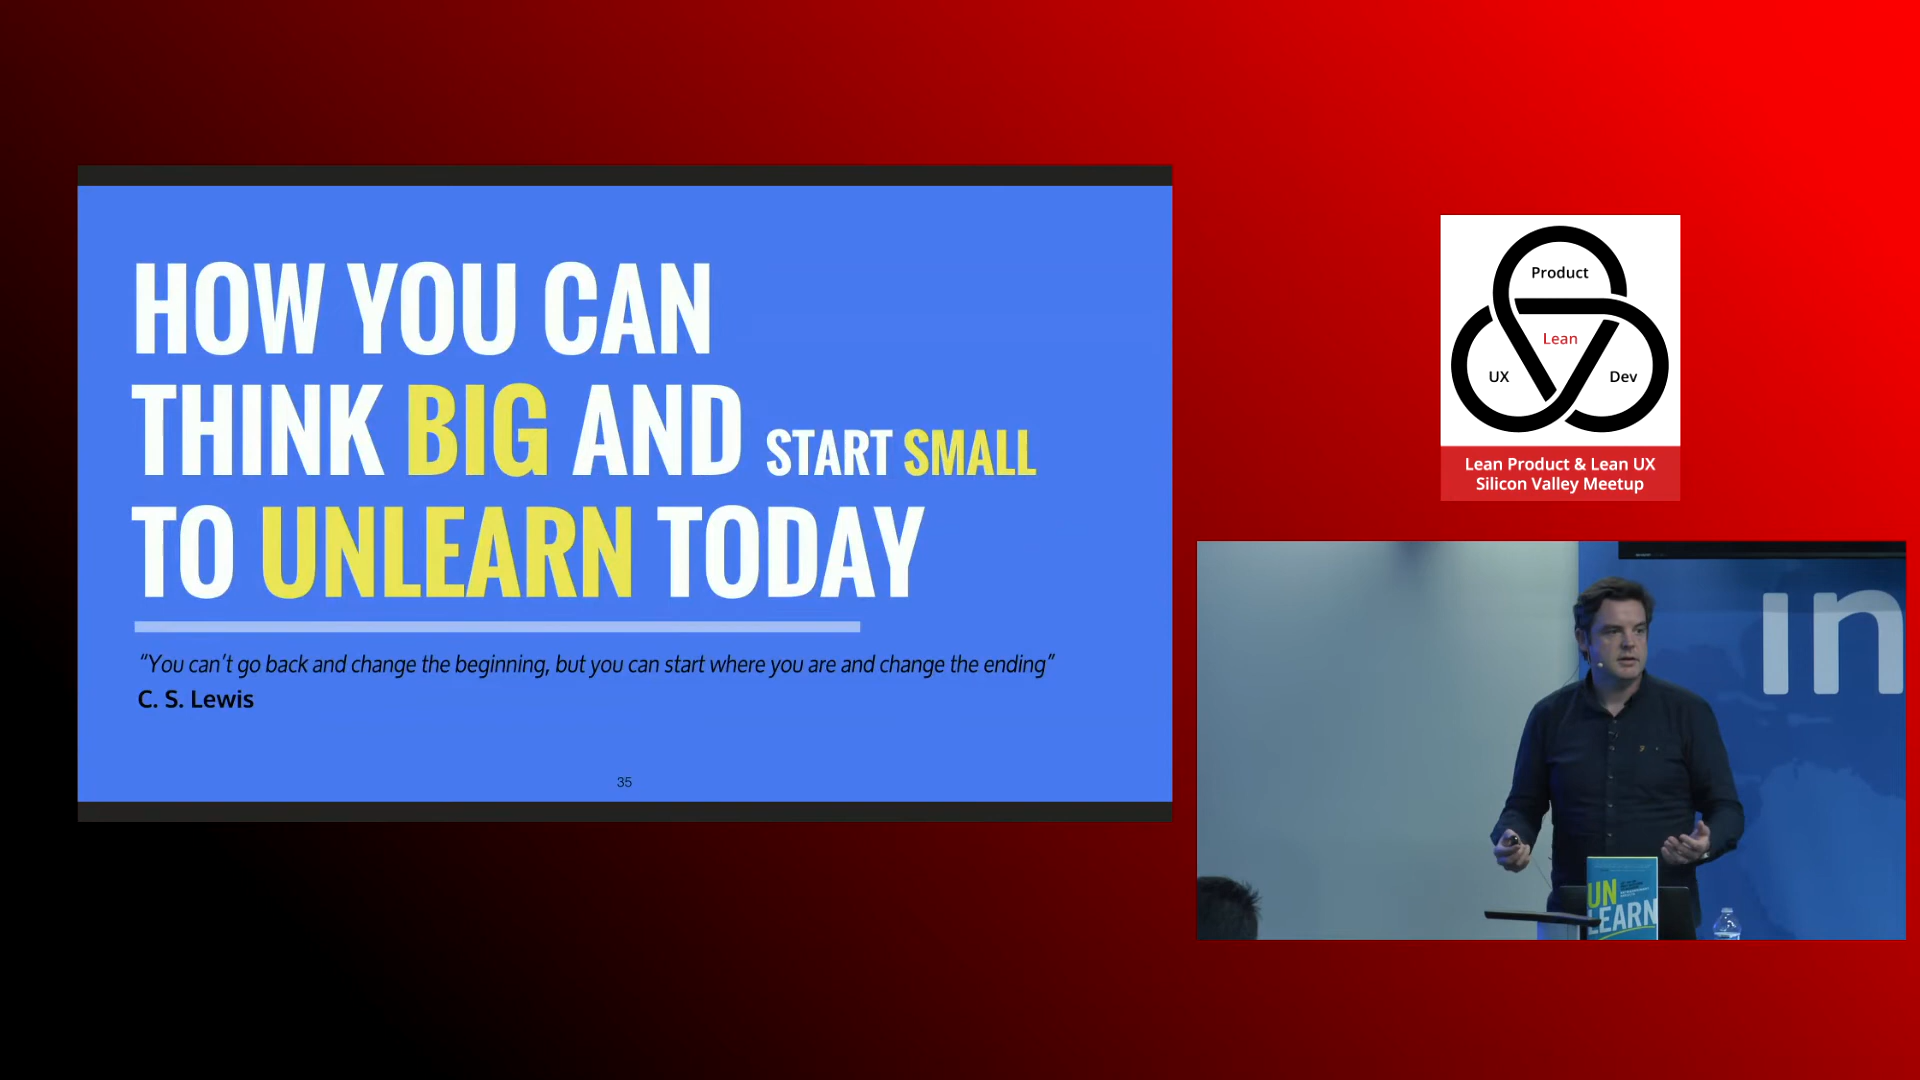 HOW YOU CAN
THINK BIG AND START SMALL
TO UNLEARN TODAY
“You can’t go back and change the beginning, but you can start where you are and change the ending”
C. S. Lewis
35
Product
Lean
UX
Dev
Lean Product & Lean UX
Silicon Valley Meetup
in
UN
LEARN